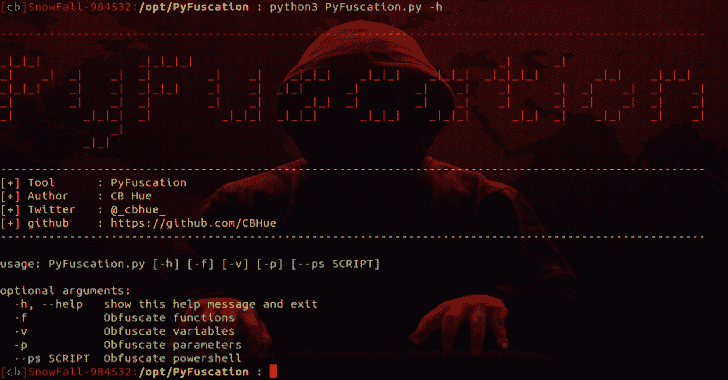 [cb]SnowFall-984532:/opt/PyFuscation : python3 PyFuscation.py -h
PyFuscation
[+] Tool : PyFuscation
[+] Author : CB Hue
[+] Twitter : @_cbhue_
[+] github : https://github.com/CBHue
usage: PyFuscation.py [-h] [-f] [-v] [-p] [--ps SCRIPT]
optional arguments:
-h, --help show this help message and exit
-f Obfuscate functions
-v Obfuscate variables
-p Obfuscate parameters
--ps SCRIPT Obfuscate powershell
[cb]SnowFall-984532:/opt/PyFuscation :